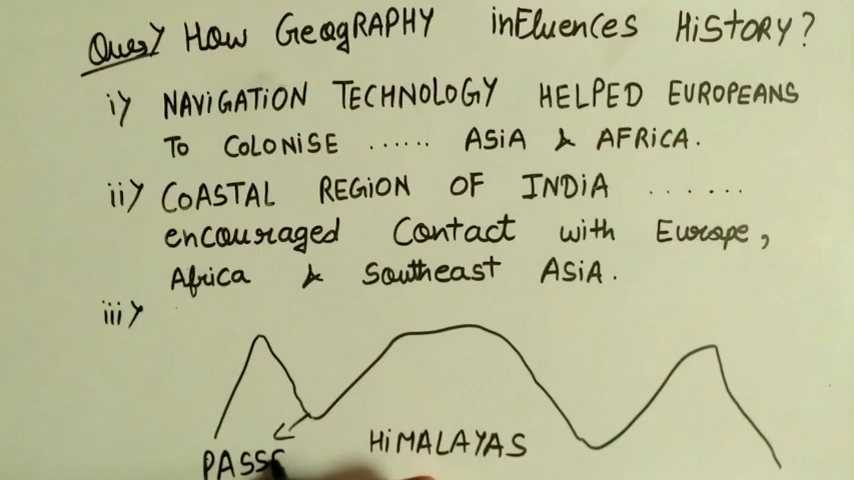 Ques> How GeogRAPHY inFluences HiSTORY?
i> NAViGATION TECHNOLOGY HELPED EUROPEANS
To COLONiSE ...... ASiA & AFRiCA.
ii> CoASTAL REGiON OF INDiA ......
encouraged Contact with Europe,
Africa & Southeast ASiA.
iii>
HiMALAYAS